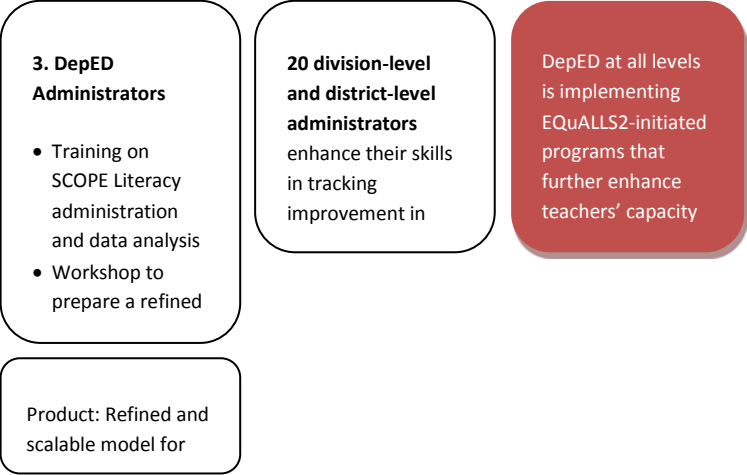 3. DepED
Administrators
• Training on
SCOPE Literacy
administration
and data analysis
• Workshop to
prepare a refined
20 division-level
and district-level
administrators
enhance their skills
in tracking
improvement in
DepED at all levels
is implementing
EQuALLS2-initiated
programs that
further enhance
teachers’ capacity
Product: Refined and
scalable model for